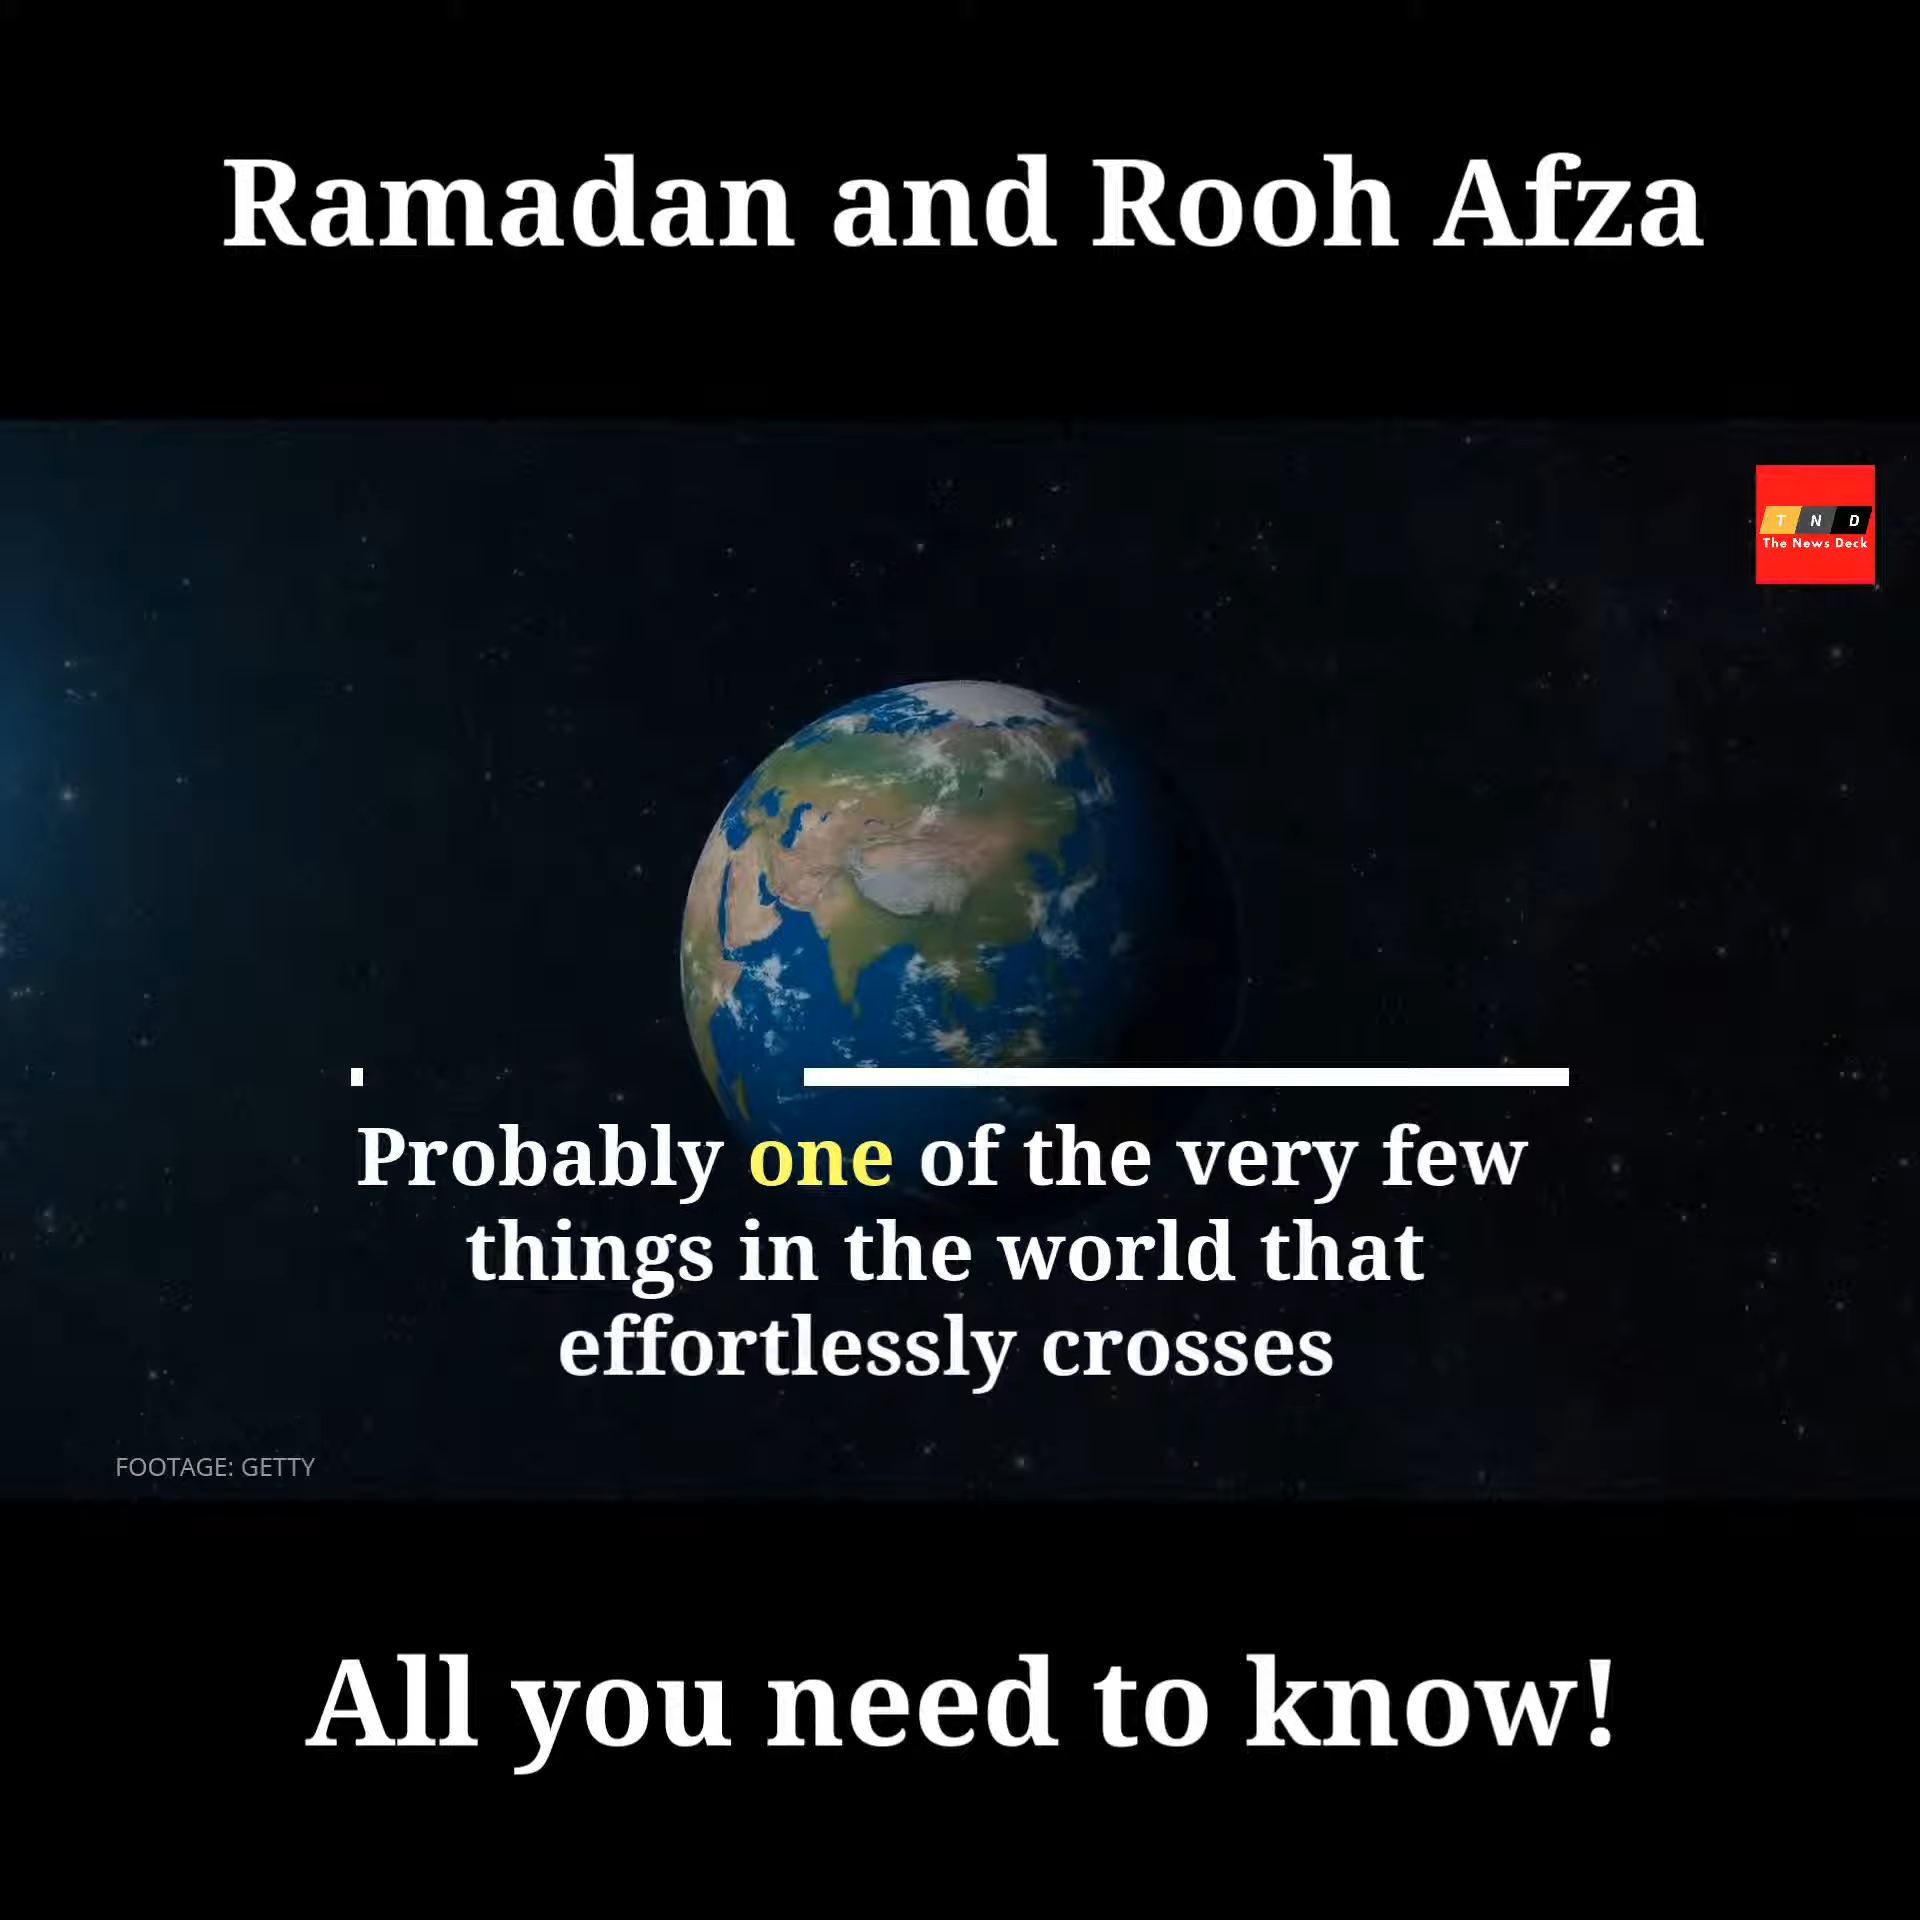 Ramadan and Rooh Afza
T N D
The News Deck
Probably one of the very few
things in the world that
effortlessly crosses
FOOTAGE: GETTY
All you need to know!